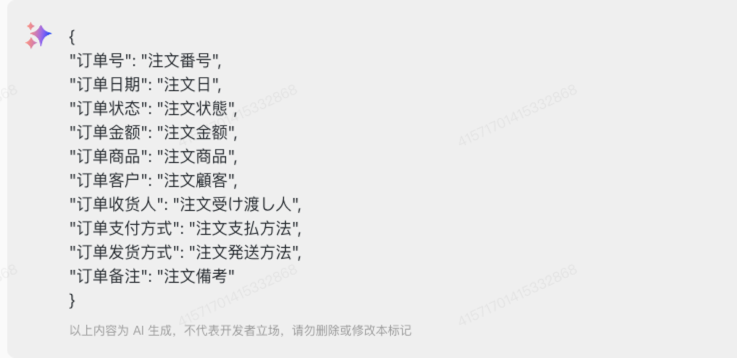 {
"订单号": "注文番号",
"订单日期": "注文日",
"订单状态": "注文状態",
"订单金额": "注文金额",
"订单商品": "注文商品",
"订单客户": "注文顧客",
"订单收货人": "注文受け渡し人",
"订单支付方式": "注文支払方法",
"订单发货方式": "注文発送方法",
"订单备注": "注文備考"
}
以上内容为 AI 生成，不代表开发者立场，请勿删除或修改本标记
41571701415332668
41571701415332668
41571701415332668
41571701415332668